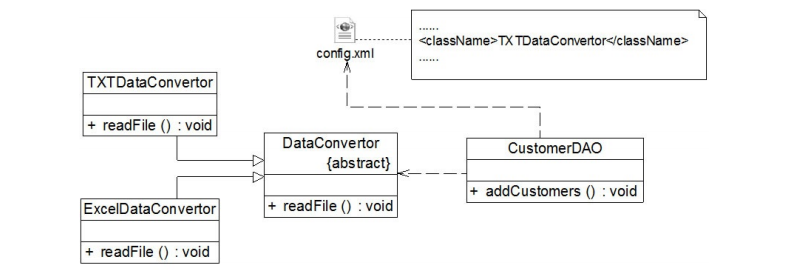 ......
<className>TXTDataConvertor</className>
......
config.xml
TXTDataConvertor
+ readFile () : void
DataConvertor
{abstract}
+ readFile () : void
CustomerDAO
+ addCustomers () : void
ExcelDataConvertor
+ readFile () : void